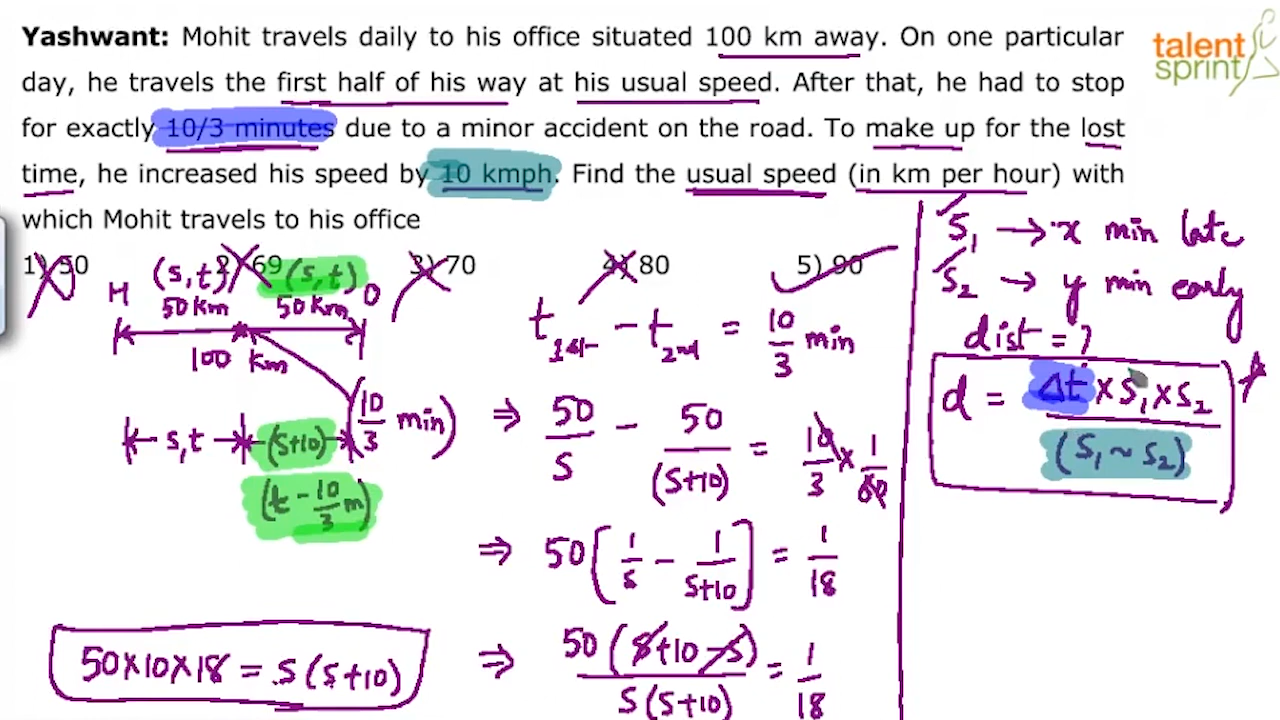 Yashwant: Mohit travels daily to his office situated 100 km away. On one particular
day, he travels the first half of his way at his usual speed. After that, he had to stop
for exactly 10/3 minutes due to a minor accident on the road. To make up for the lost
time, he increased his speed by 10 kmph. Find the usual speed (in km per hour) with
which Mohit travels to his office
talent
sprint
1) 50 2) 69 3) 70 4) 80 5) 90
H (s,t) (s,t) O
50 Km 50 Km
100 Km
(10/3 min)
s,t (s+10)
(t - 10/3 m)
50×10×18 = s(s+10)
t 1st - t 2nd = 10/3 min
⇒ 50/s - 50/(s+10) = 10/3 × 1/60
⇒ 50[1/s - 1/s+10] = 1/18
⇒ 50(s+10-s)/s(s+10) = 1/18
S₁ → x min late
S₂ → y min early
dist = ?
d = Δt × S₁ × S₂/(S₁ ~ S₂)